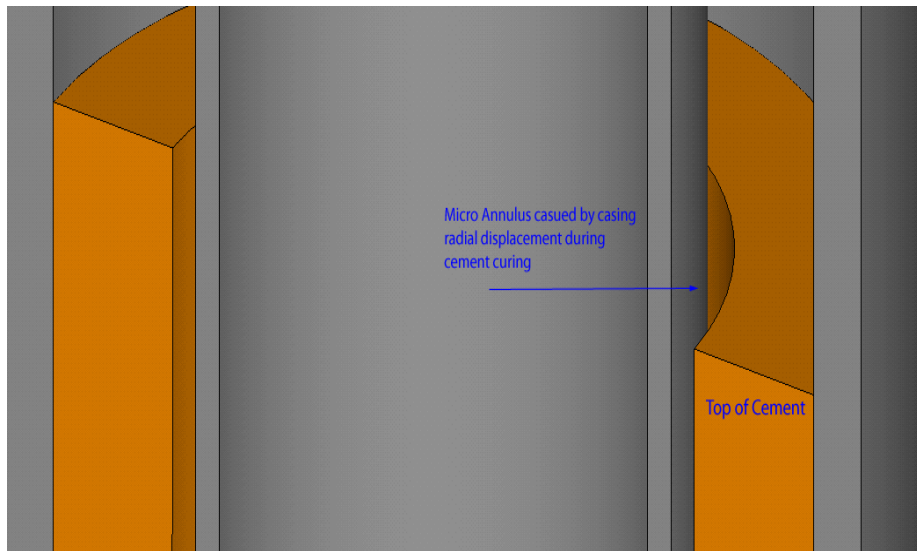 Micro Annulus casued by casing
radial displacement during
cement curing
Top of Cement